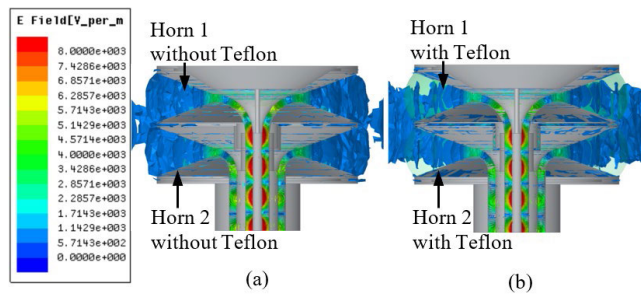 E Field[V_per_m
8.0000e+003
7.4286e+003
6.8571e+003
6.2857e+003
5.7143e+003
5.1429e+003
4.5714e+003
4.0000e+003
3.4286e+003
2.8571e+003
2.2857e+003
1.7143e+003
1.1429e+003
5.7143e+002
0.0000e+000
Horn 1
without Teflon
Horn 2
without Teflon
(a)
Horn 1
with Teflon
Horn 2
with Teflon
(b)